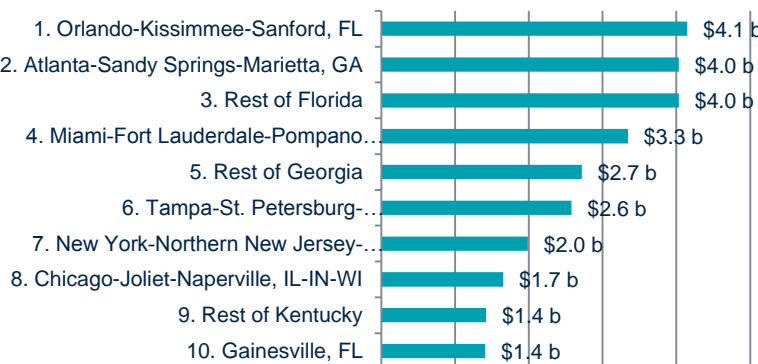 1. Orlando-Kissimmee-Sanford, FL $4.1 b
2. Atlanta-Sandy Springs-Marietta, GA $4.0 b
3. Rest of Florida $4.0 b
4. Miami-Fort Lauderdale-Pompano… $3.3 b
5. Rest of Georgia $2.7 b
6. Tampa-St. Petersburg-… $2.6 b
7. New York-Northern New Jersey-… $2.0 b
8. Chicago-Joliet-Naperville, IL-IN-WI $1.7 b
9. Rest of Kentucky $1.4 b
10. Gainesville, FL $1.4 b